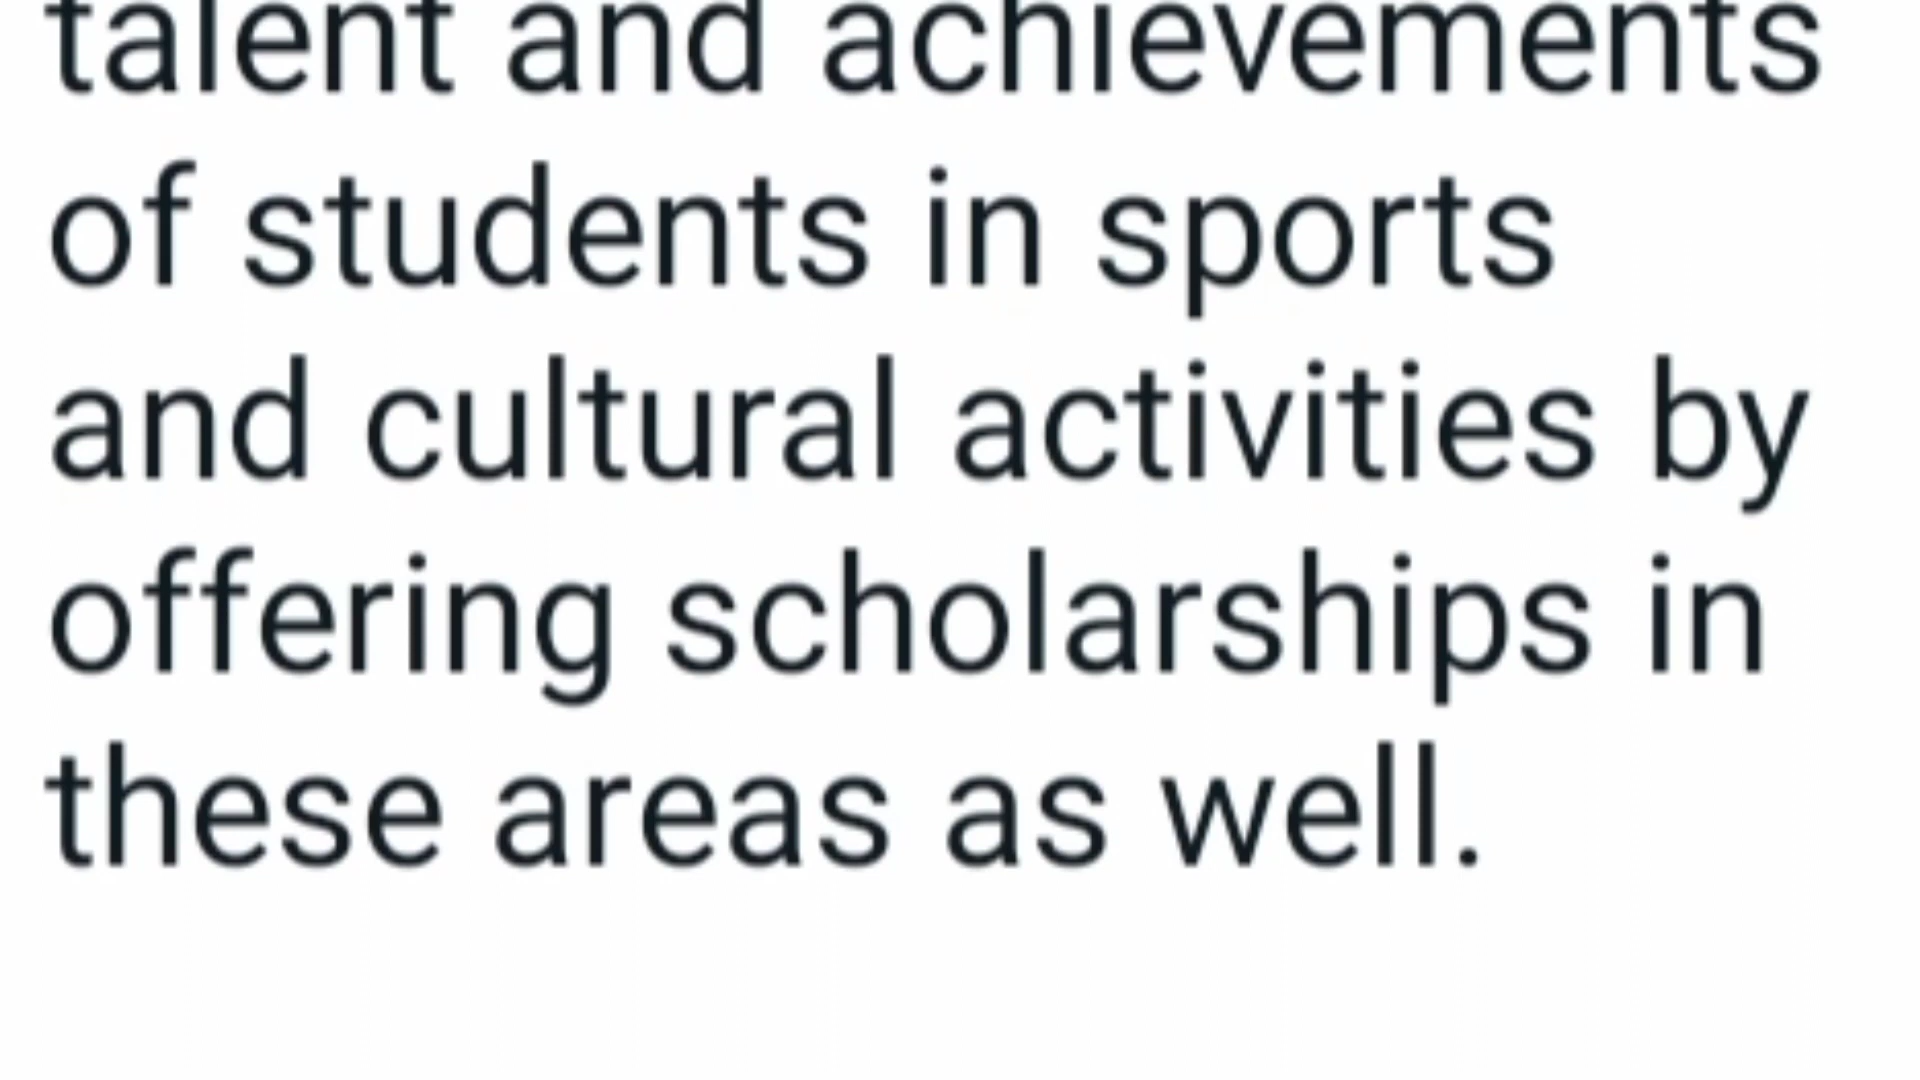 talent and achievements
of students in sports
and cultural activities by
offering scholarships in
these areas as well.